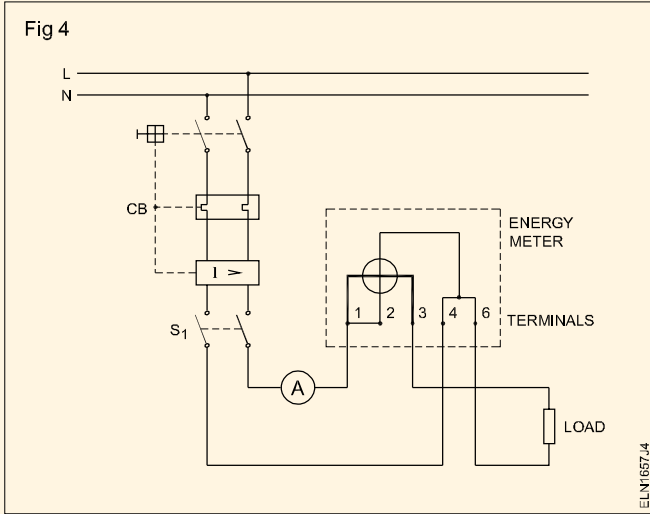 Fig 4
L
N
CB
I >
S1
A
ENERGY
METER
1 2 3 4 6
TERMINALS
LOAD
ELN1657J4